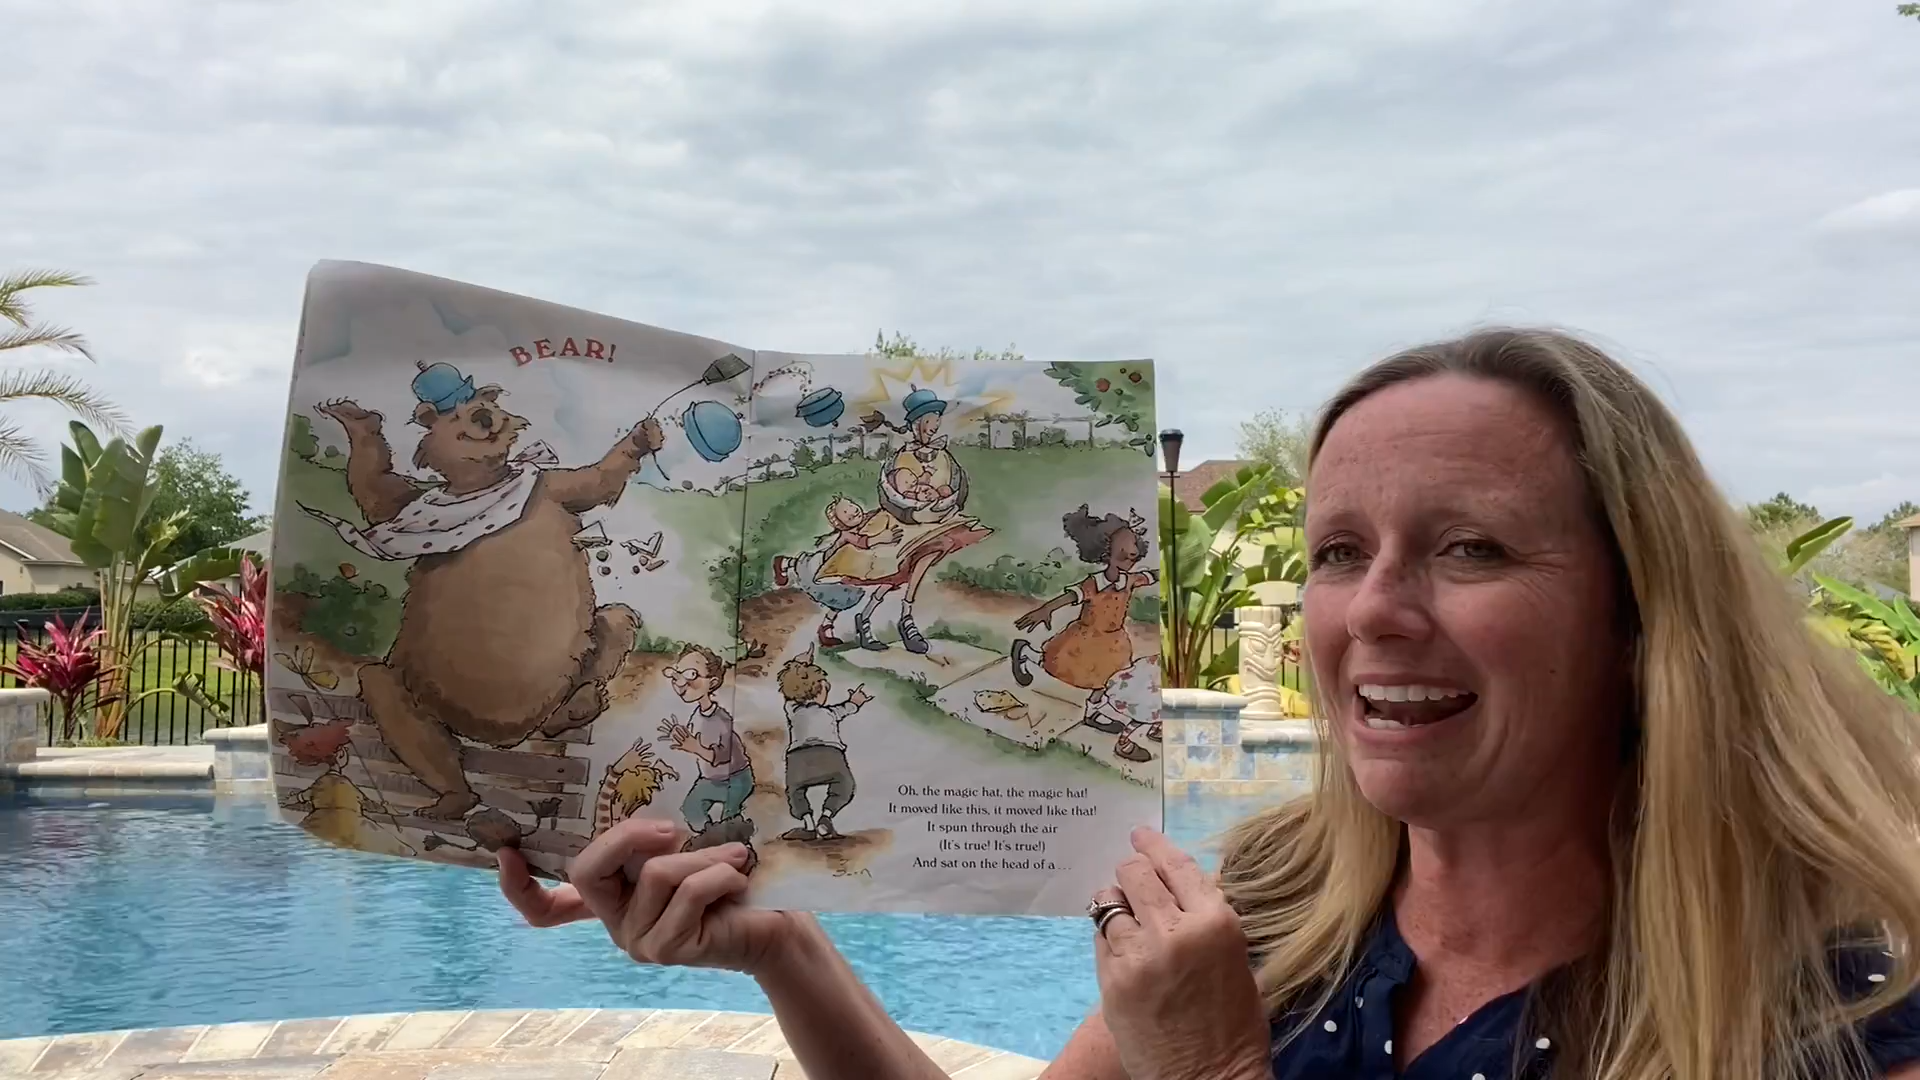 BEAR!
Oh, the magic hat, the magic hat!
It moved like this, it moved like that!
It spun through the air
(It's true! It's true!)
And sat on the head of a...